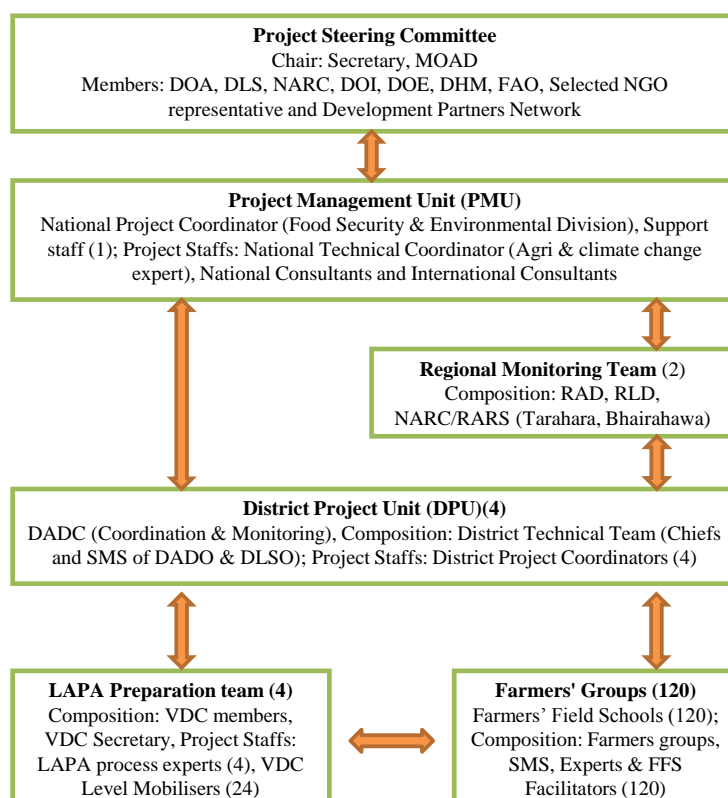 Project Steering Committee
Chair: Secretary, MOAD
Members: DOA, DLS, NARC, DOI, DOE, DHM, FAO, Selected NGO
representative and Development Partners Network
Project Management Unit (PMU)
National Project Coordinator (Food Security & Environmental Division), Support
staff (1); Project Staffs: National Technical Coordinator (Agri & climate change
expert), National Consultants and International Consultants
Regional Monitoring Team (2)
Composition: RAD, RLD,
NARC/RARS (Tarahara, Bhairahawa)
District Project Unit (DPU)(4)
DADC (Coordination & Monitoring), Composition: District Technical Team (Chiefs
and SMS of DADO & DLSO); Project Staffs: District Project Coordinators (4)
LAPA Preparation team (4)
Composition: VDC members,
VDC Secretary, Project Staffs:
LAPA process experts (4), VDC
Level Mobilisers (24)
Farmers' Groups (120)
Farmers’ Field Schools (120);
Composition: Farmers groups,
SMS, Experts & FFS
Facilitators (120)